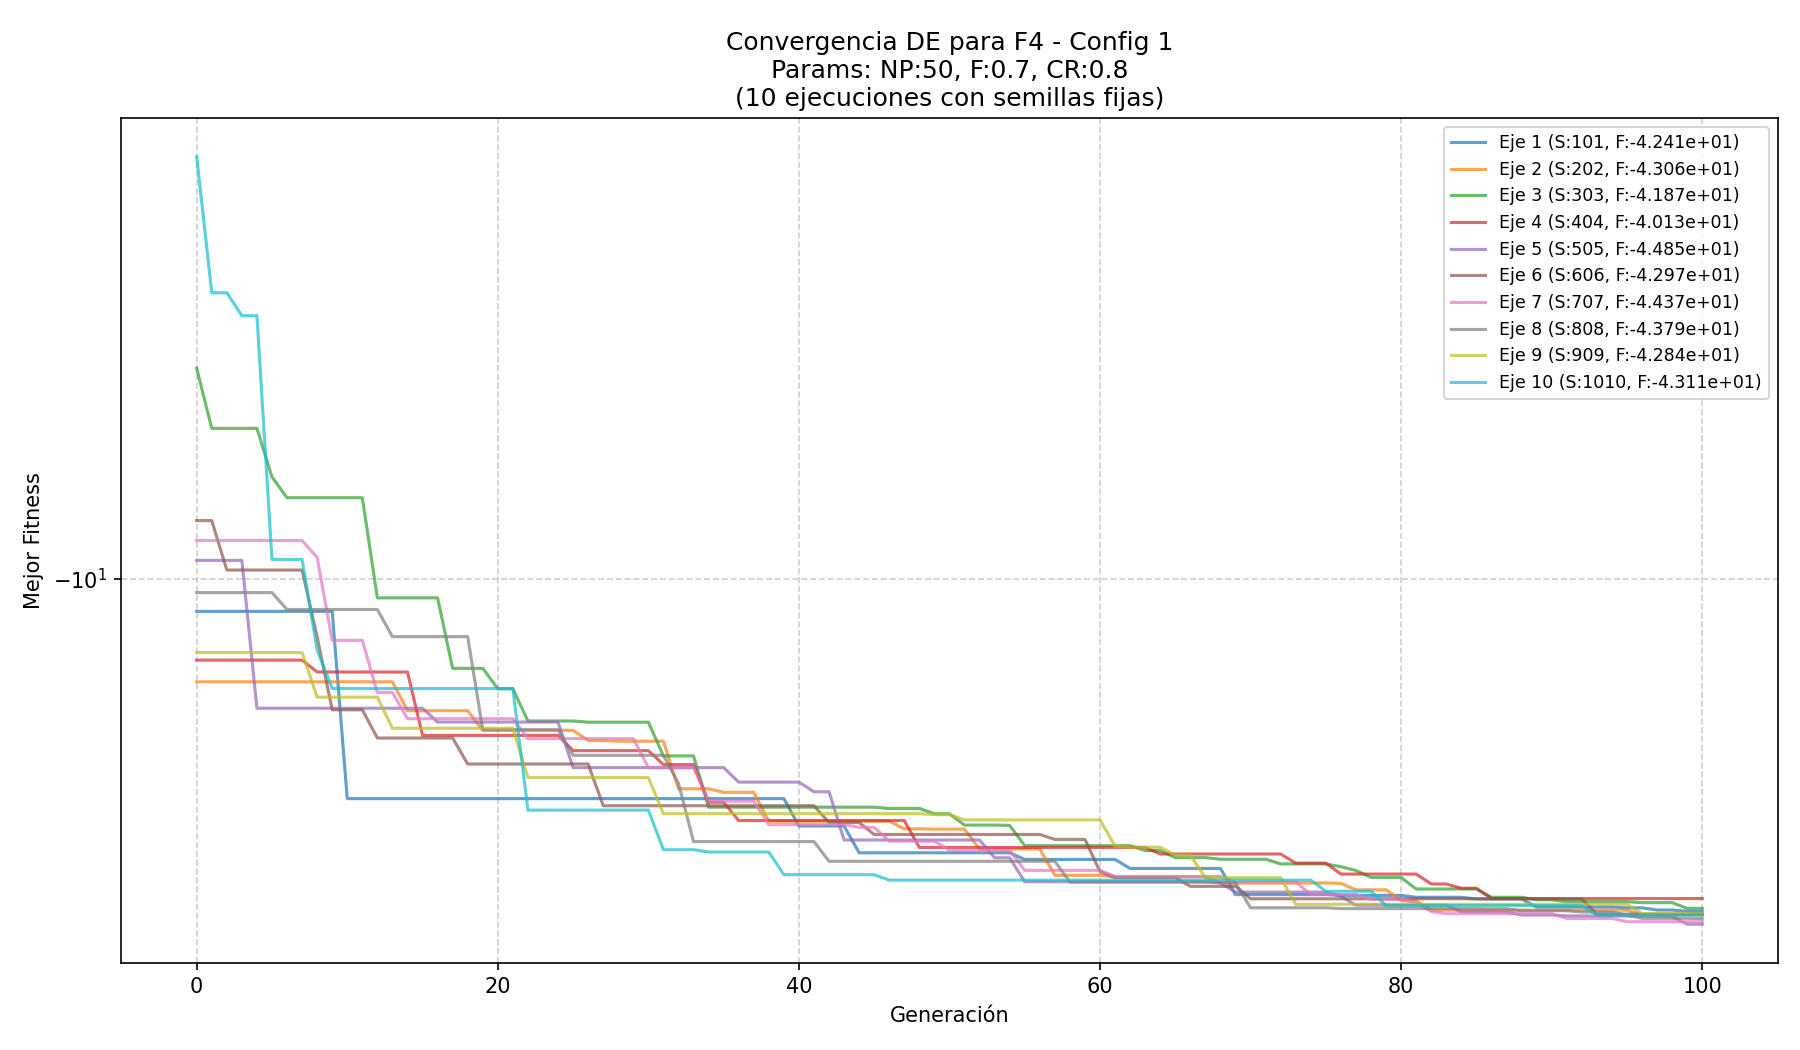 Convergencia DE para F4 - Config 1
Params: NP:50, F:0.7, CR:0.8
(10 ejecuciones con semillas fijas)
Eje 1 (S:101, F:-4.241e+01)
Eje 2 (S:202, F:-4.306e+01)
Eje 3 (S:303, F:-4.187e+01)
Eje 4 (S:404, F:-4.013e+01)
Eje 5 (S:505, F:-4.485e+01)
Eje 6 (S:606, F:-4.297e+01)
Eje 7 (S:707, F:-4.437e+01)
Eje 8 (S:808, F:-4.379e+01)
Eje 9 (S:909, F:-4.284e+01)
Eje 10 (S:1010, F:-4.311e+01)
Mejor Fitness
−10¹
0 20 40 60 80 100
Generación